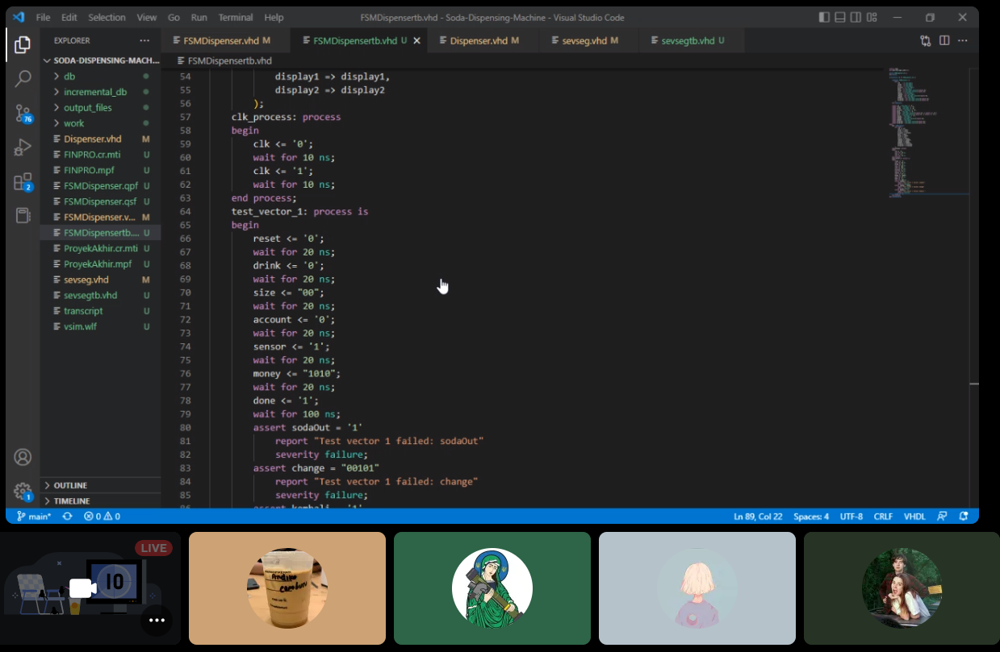 File Edit Selection View Go Run Terminal Help FSMDispensertb.vhd - Soda-Dispensing-Machine - Visual Studio Code
EXPLORER
FSMDispenser.vhd M FSMDispensertb.vhd U Dispenser.vhd M sevseg.vhd M sevsegtb.vhd U
SODA-DISPENSING-MACH...
FSMDispensertb.vhd
db
incremental_db
output_files
work
Dispenser.vhd M
FINPRO.cr.mti U
FINPRO.mpf U
FSMDispenser.qpf U
FSMDispenser.qsf U
FSMDispenser.v... M
FSMDispensertb.... U
ProyekAkhir.cr.mti U
ProyekAkhir.mpf U
sevseg.vhd M
sevsegtb.vhd U
transcript U
vsim.wlf U
OUTLINE
TIMELINE
76
2
1
54 display1 => display1,
55 display2 => display2
56 );
57 clk_process: process
58 begin
59 clk <= '0';
60 wait for 10 ns;
61 clk <= '1';
62 wait for 10 ns;
63 end process;
64 test_vector_1: process is
65 begin
66 reset <= '0';
67 wait for 20 ns;
68 drink <= '0';
69 wait for 20 ns;
70 size <= "00";
71 wait for 20 ns;
72 account <= '0';
73 wait for 20 ns;
74 sensor <= '1';
75 wait for 20 ns;
76 money <= "1010";
77 wait for 20 ns;
78 done <= '1';
79 wait for 100 ns;
80 assert sodaOut = '1'
81 report "Test vector 1 failed: sodaOut"
82 severity failure;
83 assert change = "00101"
84 report "Test vector 1 failed: change"
85 severity failure;
86 assert kembali = '1'
main* 0 0 Ln 89, Col 22 Spaces: 4 UTF-8 CRLF VHDL
LIVE
10